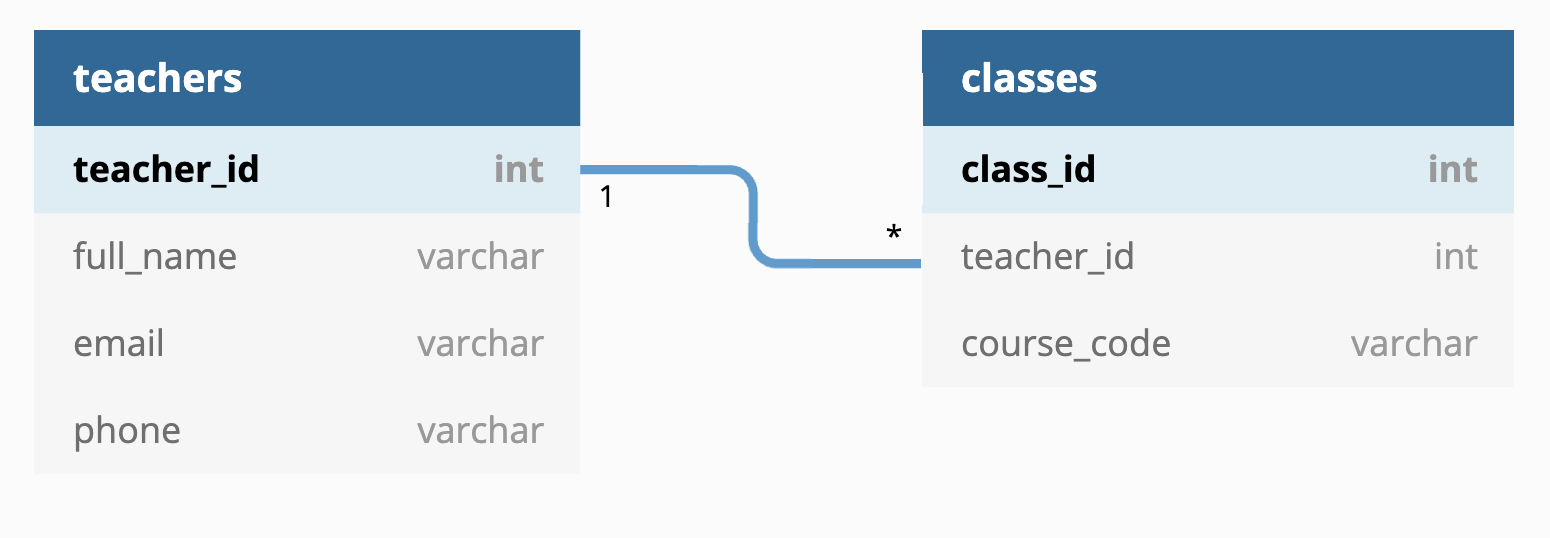 teachers
teacher_id int
full_name varchar
email varchar
phone varchar
1
*
classes
class_id int
teacher_id int
course_code varchar